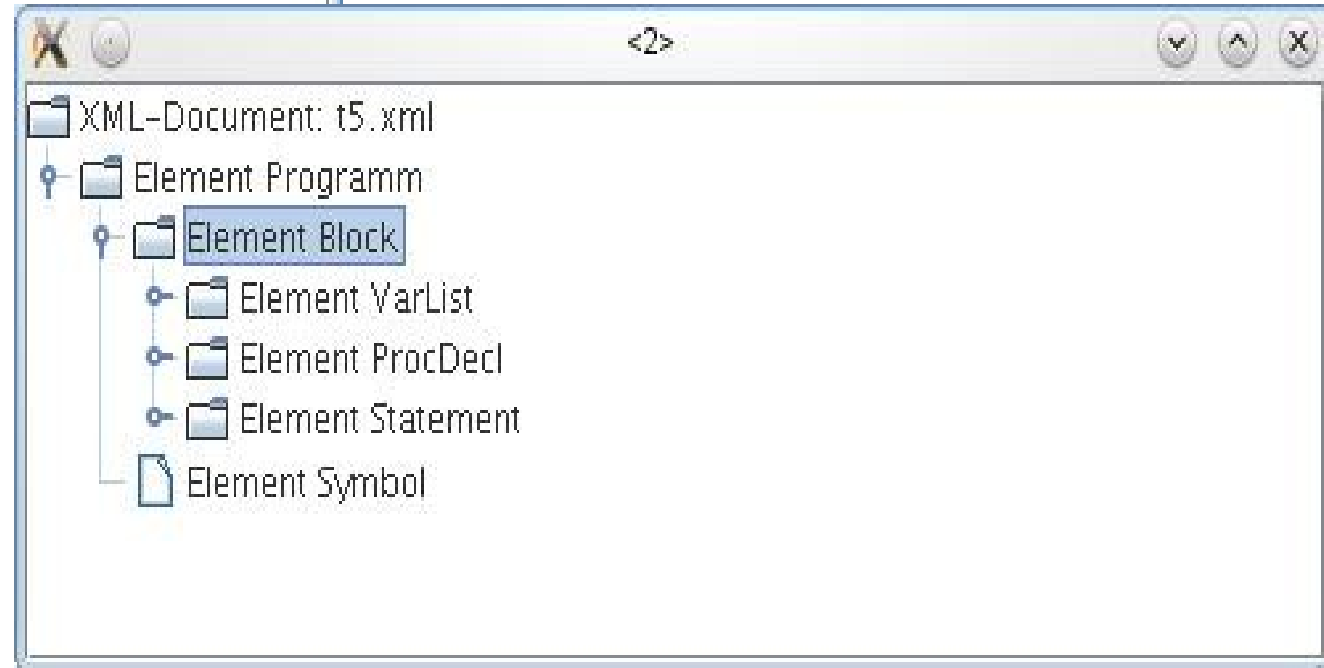 <2>
XML-Document: t5.xml
Element Programm
Element Block
Element VarList
Element ProcDecl
Element Statement
Element Symbol